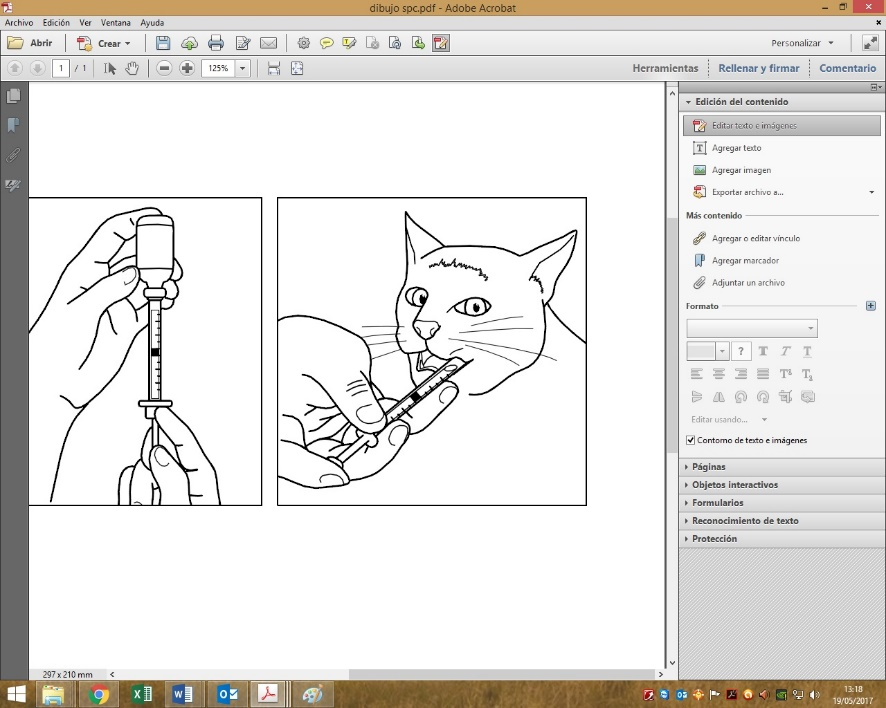 dibujo spc.pdf - Adobe Acrobat
Archivo Edición Ver Ventana Ayuda
Abrir Crear Personalizar
1 / 1 125% Herramientas Rellenar y firmar Comentario
Edición del contenido
Editar texto e imágenes
Agregar texto
Agregar imagen
Exportar archivo a...
Más contenido
Agregar o editar vínculo
Agregar marcador
Adjuntar un archivo
Formato
Editar usando...
Contorno de texto e imágenes
Páginas
Objetos interactivos
Formularios
Reconocimiento de texto
Protección
297 x 210 mm
13:18
19/05/2017